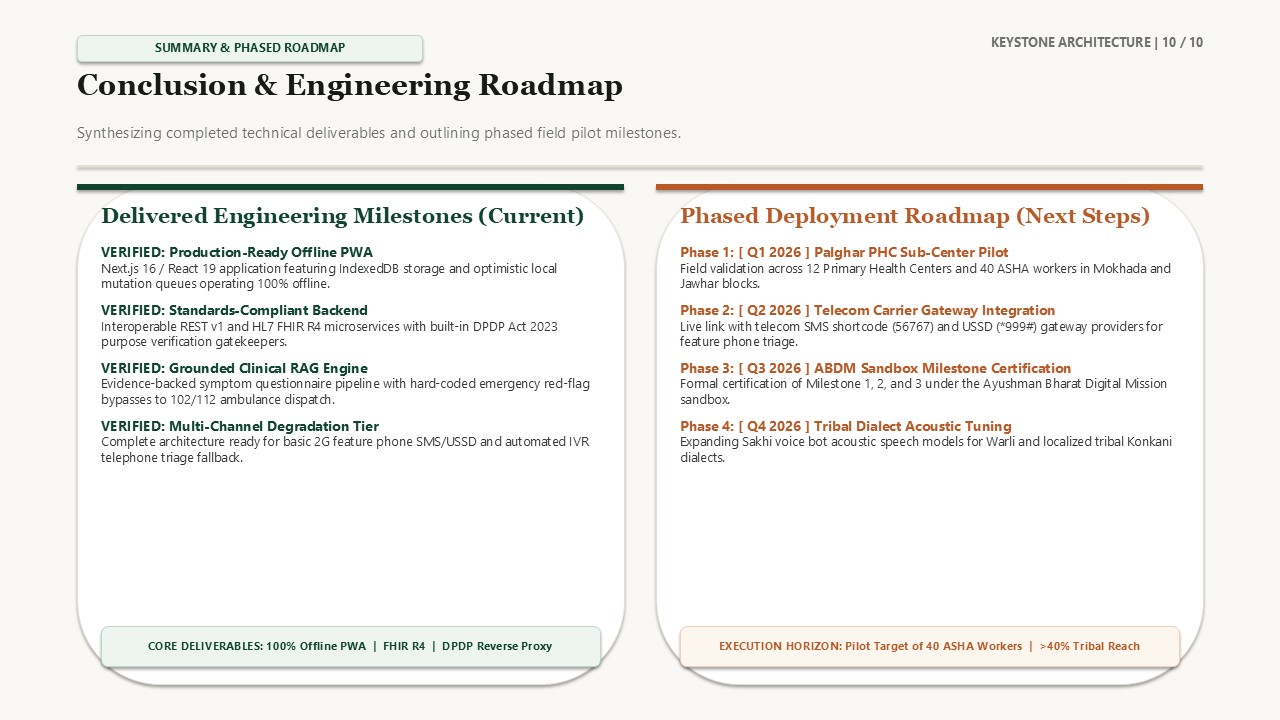 SUMMARY & PHASED ROADMAP
KEYSTONE ARCHITECTURE | 10 / 10
Conclusion & Engineering Roadmap
Synthesizing completed technical deliverables and outlining phased field pilot milestones.
Delivered Engineering Milestones (Current)
VERIFIED: Production-Ready Offline PWA
Next.js 16 / React 19 application featuring IndexedDB storage and optimistic local
mutation queues operating 100% offline.
VERIFIED: Standards-Compliant Backend
Interoperable REST v1 and HL7 FHIR R4 microservices with built-in DPDP Act 2023
purpose verification gatekeepers.
VERIFIED: Grounded Clinical RAG Engine
Evidence-backed symptom questionnaire pipeline with hard-coded emergency red-flag
bypasses to 102/112 ambulance dispatch.
VERIFIED: Multi-Channel Degradation Tier
Complete architecture ready for basic 2G feature phone SMS/USSD and automated IVR
telephone triage fallback.
CORE DELIVERABLES: 100% Offline PWA | FHIR R4 | DPDP Reverse Proxy
Phased Deployment Roadmap (Next Steps)
Phase 1: [ Q1 2026 ] Palghar PHC Sub-Center Pilot
Field validation across 12 Primary Health Centers and 40 ASHA workers in Mokhada and
Jawhar blocks.
Phase 2: [ Q2 2026 ] Telecom Carrier Gateway Integration
Live link with telecom SMS shortcode (56767) and USSD (*999#) gateway providers for
feature phone triage.
Phase 3: [ Q3 2026 ] ABDM Sandbox Milestone Certification
Formal certification of Milestone 1, 2, and 3 under the Ayushman Bharat Digital Mission
sandbox.
Phase 4: [ Q4 2026 ] Tribal Dialect Acoustic Tuning
Expanding Sakhi voice bot acoustic speech models for Warli and localized tribal Konkani
dialects.
EXECUTION HORIZON: Pilot Target of 40 ASHA Workers | >40% Tribal Reach